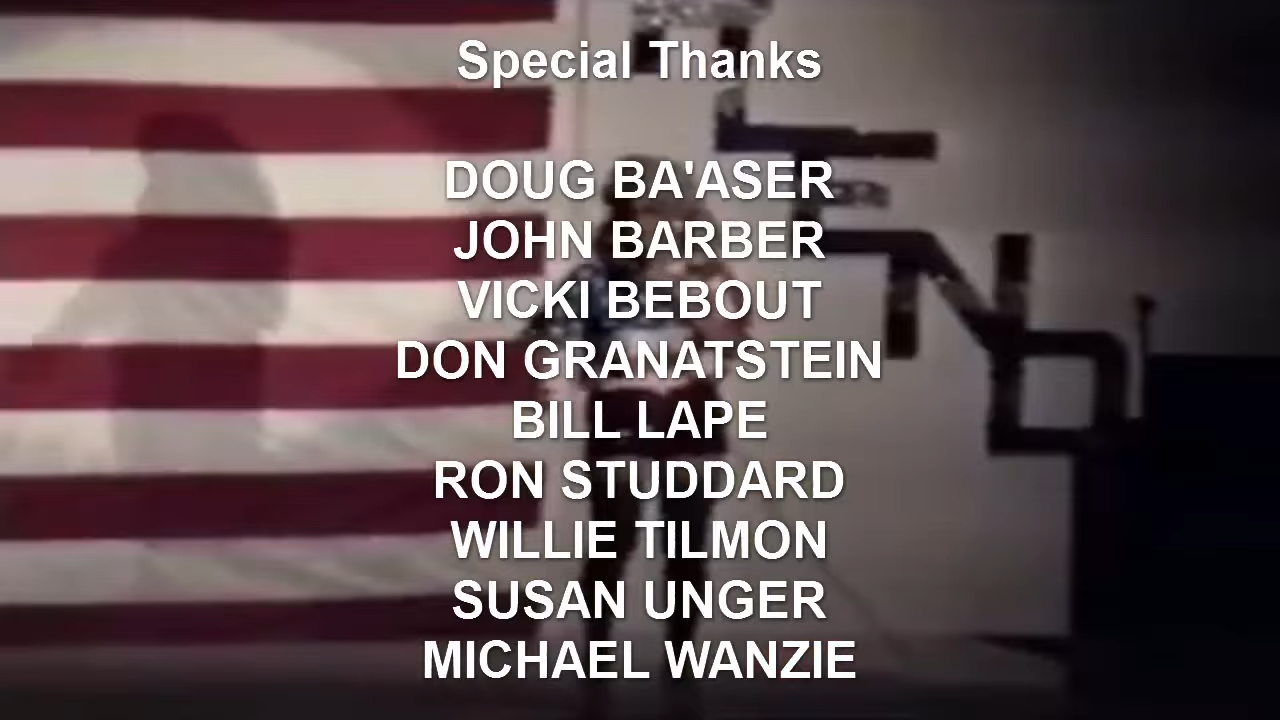 Special Thanks
DOUG BA'ASER
JOHN BARBER
VICKI BEBOUT
DON GRANATSTEIN
BILL LAPE
RON STUDDARD
WILLIE TILMON
SUSAN UNGER
MICHAEL WANZIE